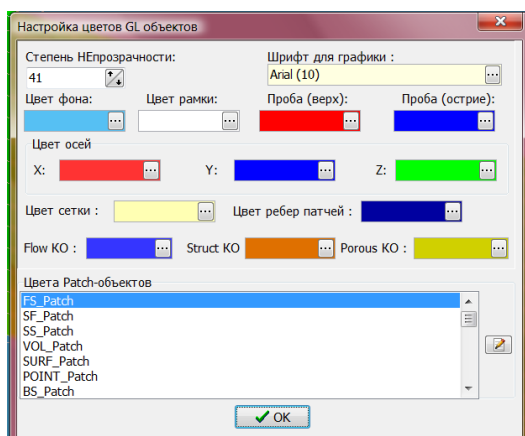 Настройка цветов GL объектов
Степень НЕпрозрачности: Шрифт для графики :
41 Arial (10)
Цвет фона: Цвет рамки: Проба (верх): Проба (острие):
Цвет осей
X: Y: Z:
Цвет сетки : Цвет ребер патчей :
Flow KO : Struct KO Porous KO :
Цвета Patch-объектов
FS_Patch
SF_Patch
SS_Patch
VOL_Patch
SURF_Patch
POINT_Patch
BS_Patch
OK